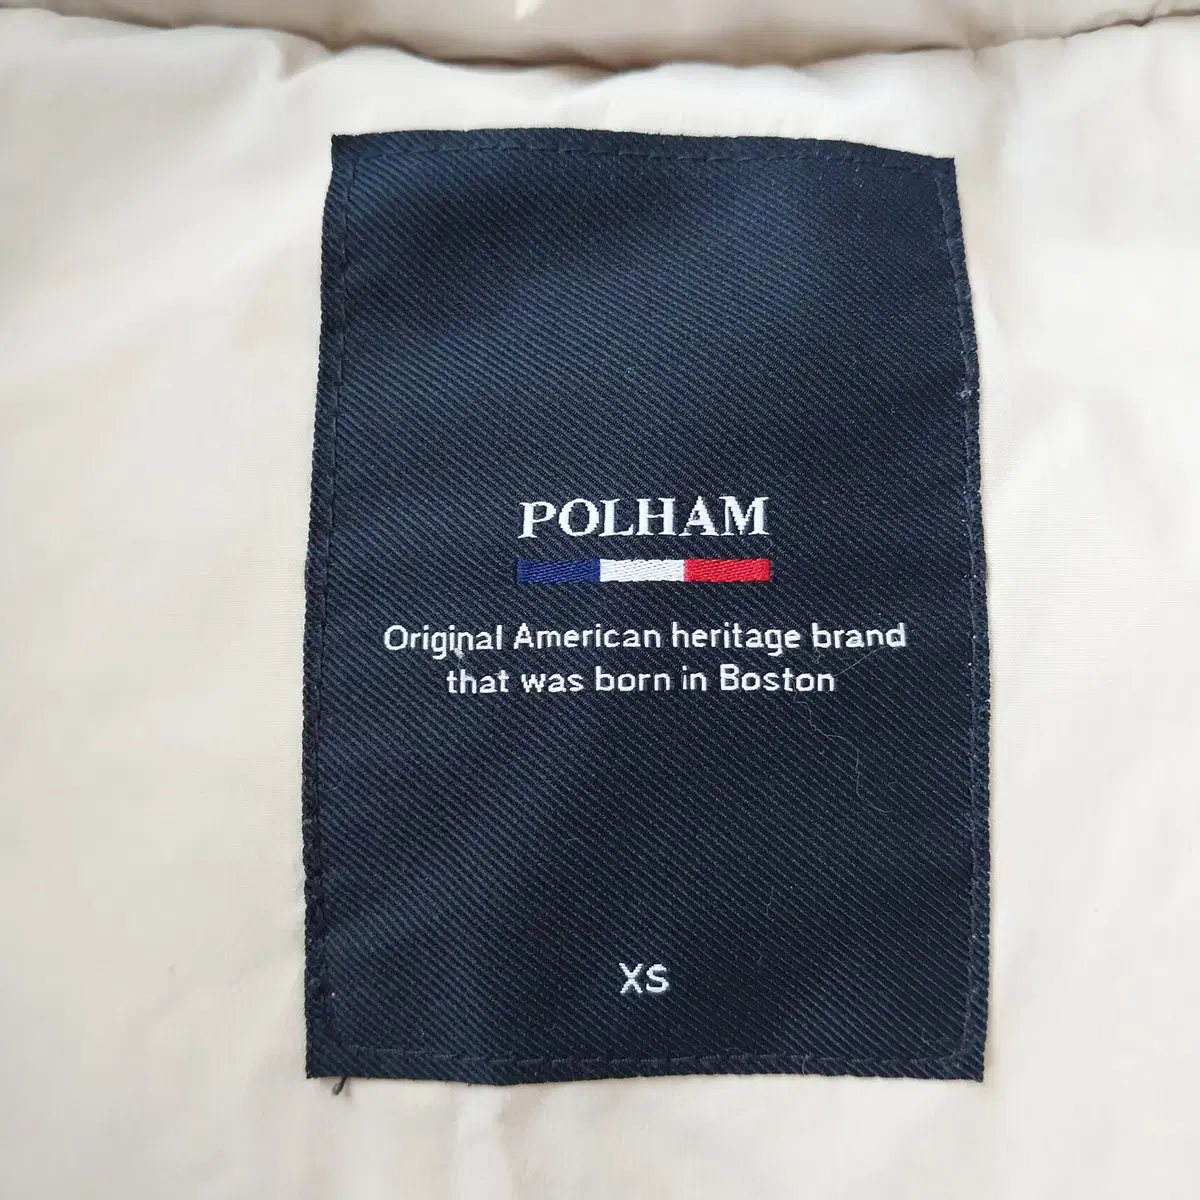 POLHAM
Original American heritage brand
that was born in Boston
XS